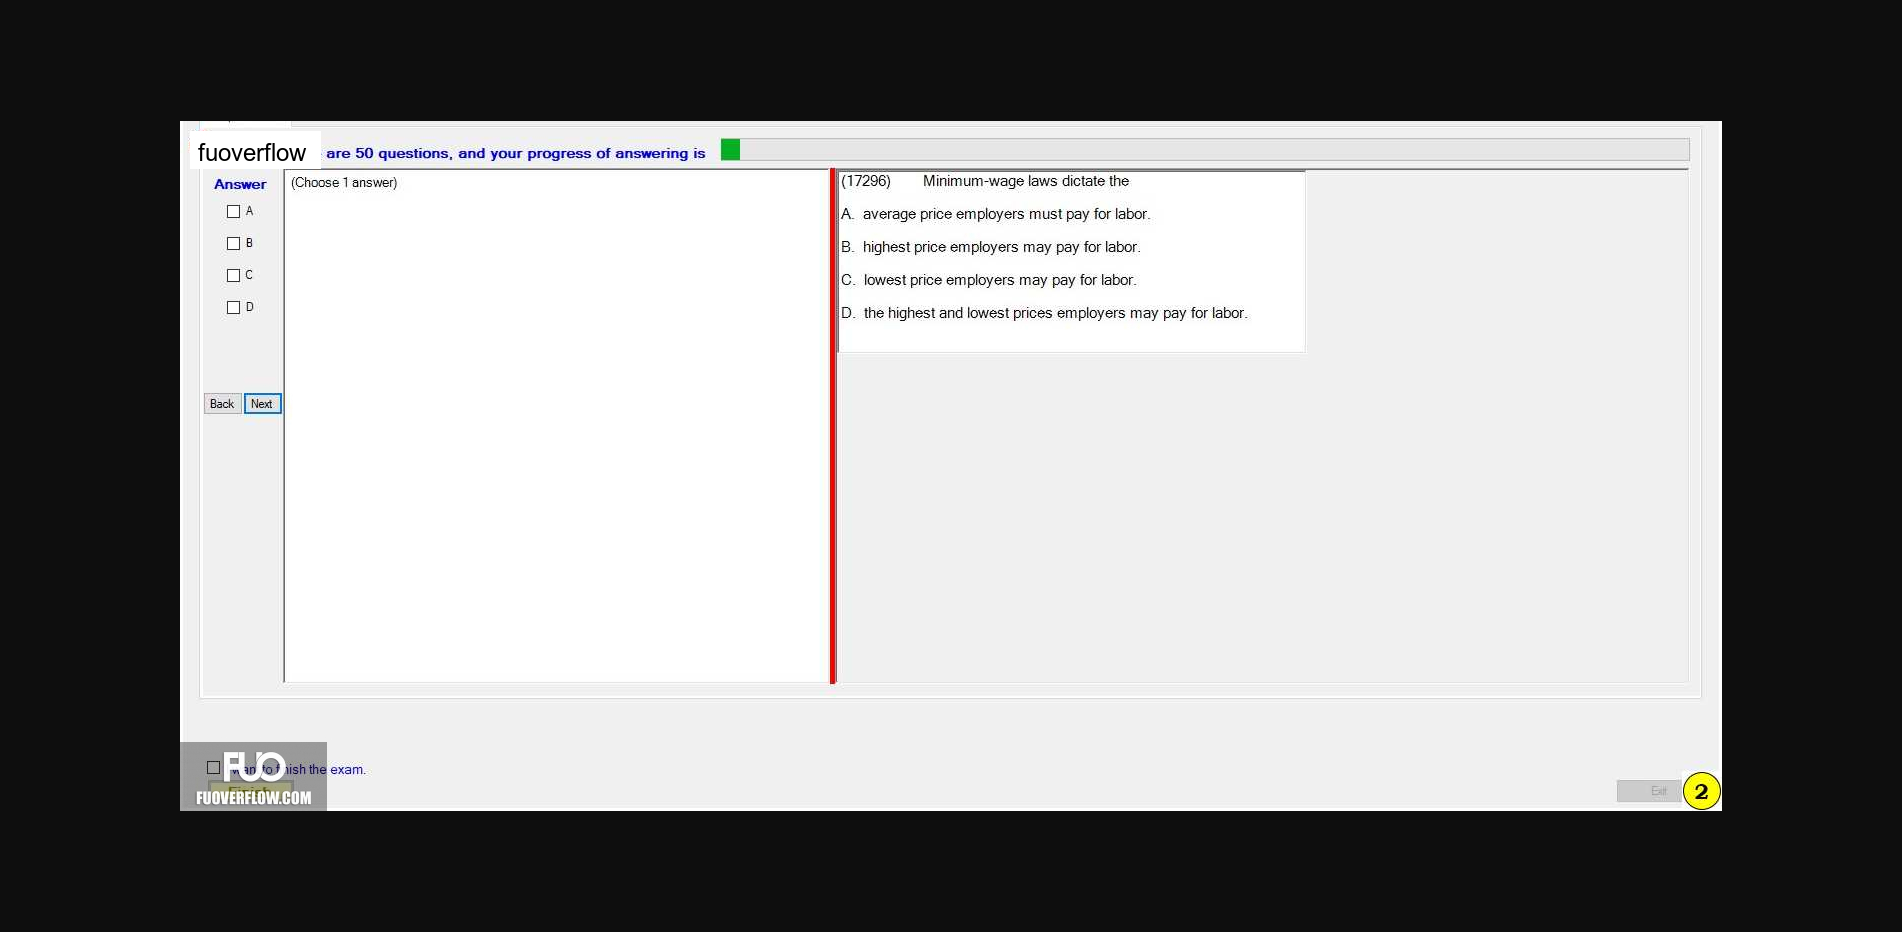 fuoverflow are 50 questions, and your progress of answering is
Answer
A
B
C
D
Back Next
(Choose 1 answer)
(17296) Minimum-wage laws dictate the
A. average price employers must pay for labor.
B. highest price employers may pay for labor.
C. lowest price employers may pay for labor.
D. the highest and lowest prices employers may pay for labor.
FUO
want to finish the exam.
Finish
FUOVERFLOW.COM
Exit
2